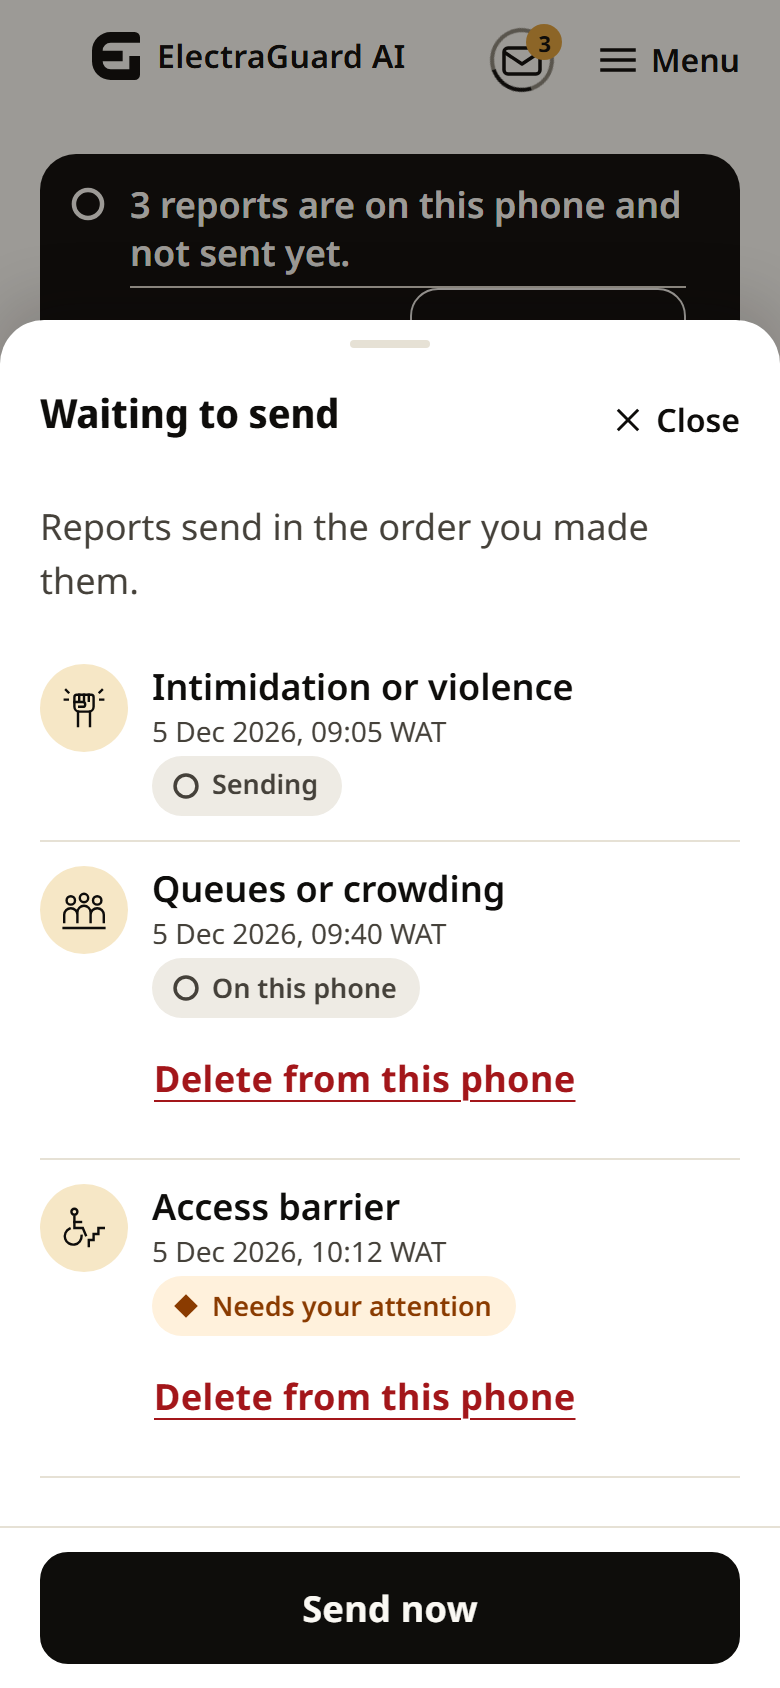 ElectraGuard AI
3
Menu
3 reports are on this phone and
not sent yet.
Waiting to send
Close
Reports send in the order you made
them.
Intimidation or violence
5 Dec 2026, 09:05 WAT
Sending
Queues or crowding
5 Dec 2026, 09:40 WAT
On this phone
Delete from this phone
Access barrier
5 Dec 2026, 10:12 WAT
Needs your attention
Delete from this phone
Send now